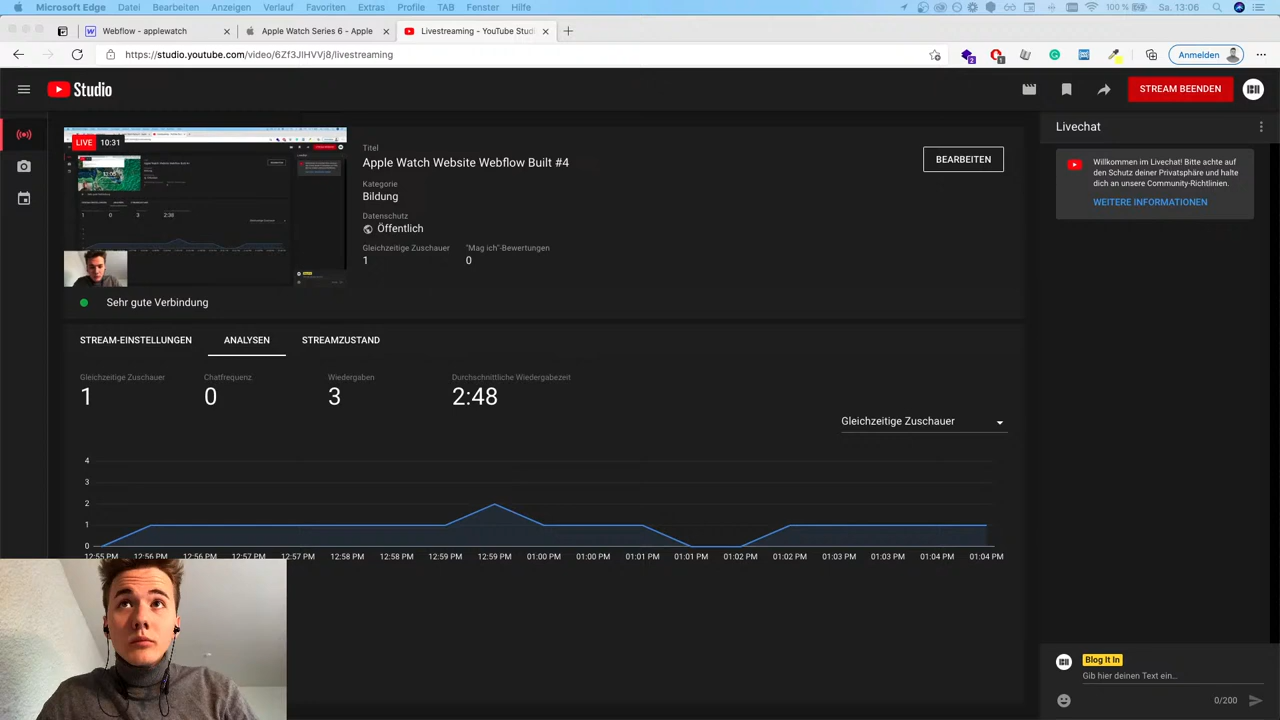 Microsoft Edge Datei Bearbeiten Anzeigen Verlauf Favoriten Extras Profile TAB Fenster Hilfe 100 % Sa. 13:06
Webflow - applewatch
Apple Watch Series 6 - Apple
Livestreaming - YouTube Studi
https://studio.youtube.com/video/6Zf3JlHVVj8/livestreaming
Anmelden
Studio
STREAM BEENDEN
LIVE 10:31
Titel
Apple Watch Website Webflow Built #4
Kategorie
Bildung
Datenschutz
Öffentlich
Gleichzeitige Zuschauer "Mag ich"-Bewertungen
1 0
BEARBEITEN
Sehr gute Verbindung
STREAM-EINSTELLUNGEN ANALYSEN STREAMZUSTAND
Gleichzeitige Zuschauer Chatfrequenz Wiedergaben Durchschnittliche Wiedergabezeit
1 0 3 2:48
Gleichzeitige Zuschauer
4
3
2
1
0
12:55 PM 12:56 PM 12:56 PM 12:57 PM 12:57 PM 12:58 PM 12:58 PM 12:59 PM 12:59 PM 01:00 PM 01:00 PM 01:01 PM 01:01 PM 01:02 PM 01:02 PM 01:03 PM 01:03 PM 01:04 PM 01:04 PM
Livechat
Willkommen im Livechat! Bitte achte auf
den Schutz deiner Privatsphäre und halte
dich an unsere Community-Richtlinien.
WEITERE INFORMATIONEN
Blog It In
Gib hier deinen Text ein...
0/200